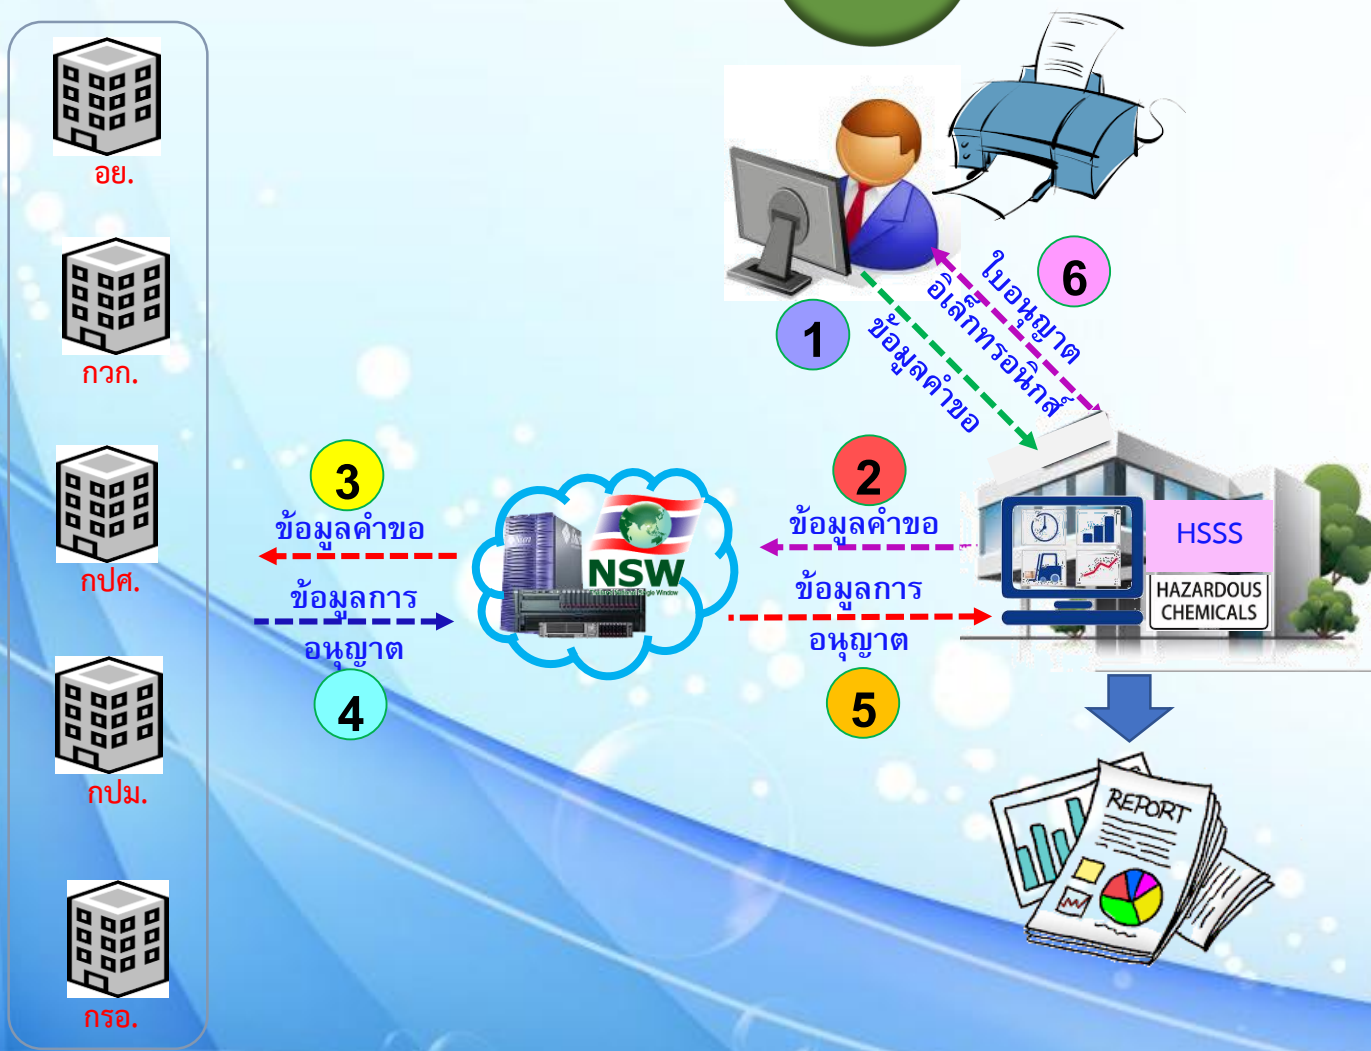 อย.
กวก.
กปศ.
กปม.
กรอ.
1
ข้อมูลคำขอ
6
ใบอนุญาต
อิเล็กทรอนิกส์
2
ข้อมูลคำขอ
3
ข้อมูลคำขอ
ข้อมูลการ
อนุญาต
4
NSW
ข้อมูลการ
อนุญาต
5
HSSS
HAZARDOUS
CHEMICALS
REPORT